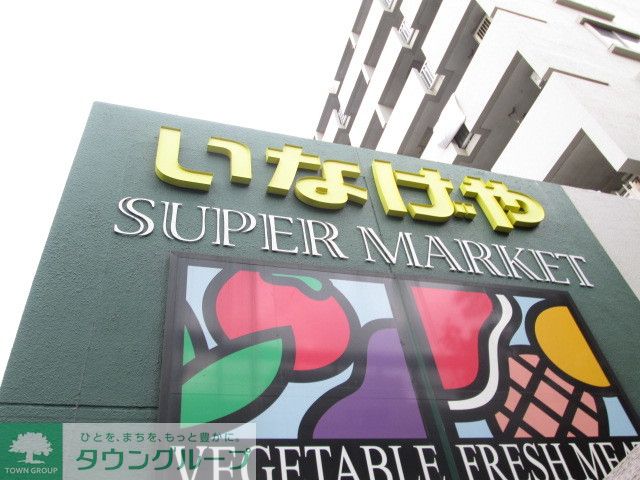 いなげや
SUPER MARKET
VEGETABLE FRESH MEA
ひとを、まちを、もっと豊かに。
タウングループ
TOWN GROUP